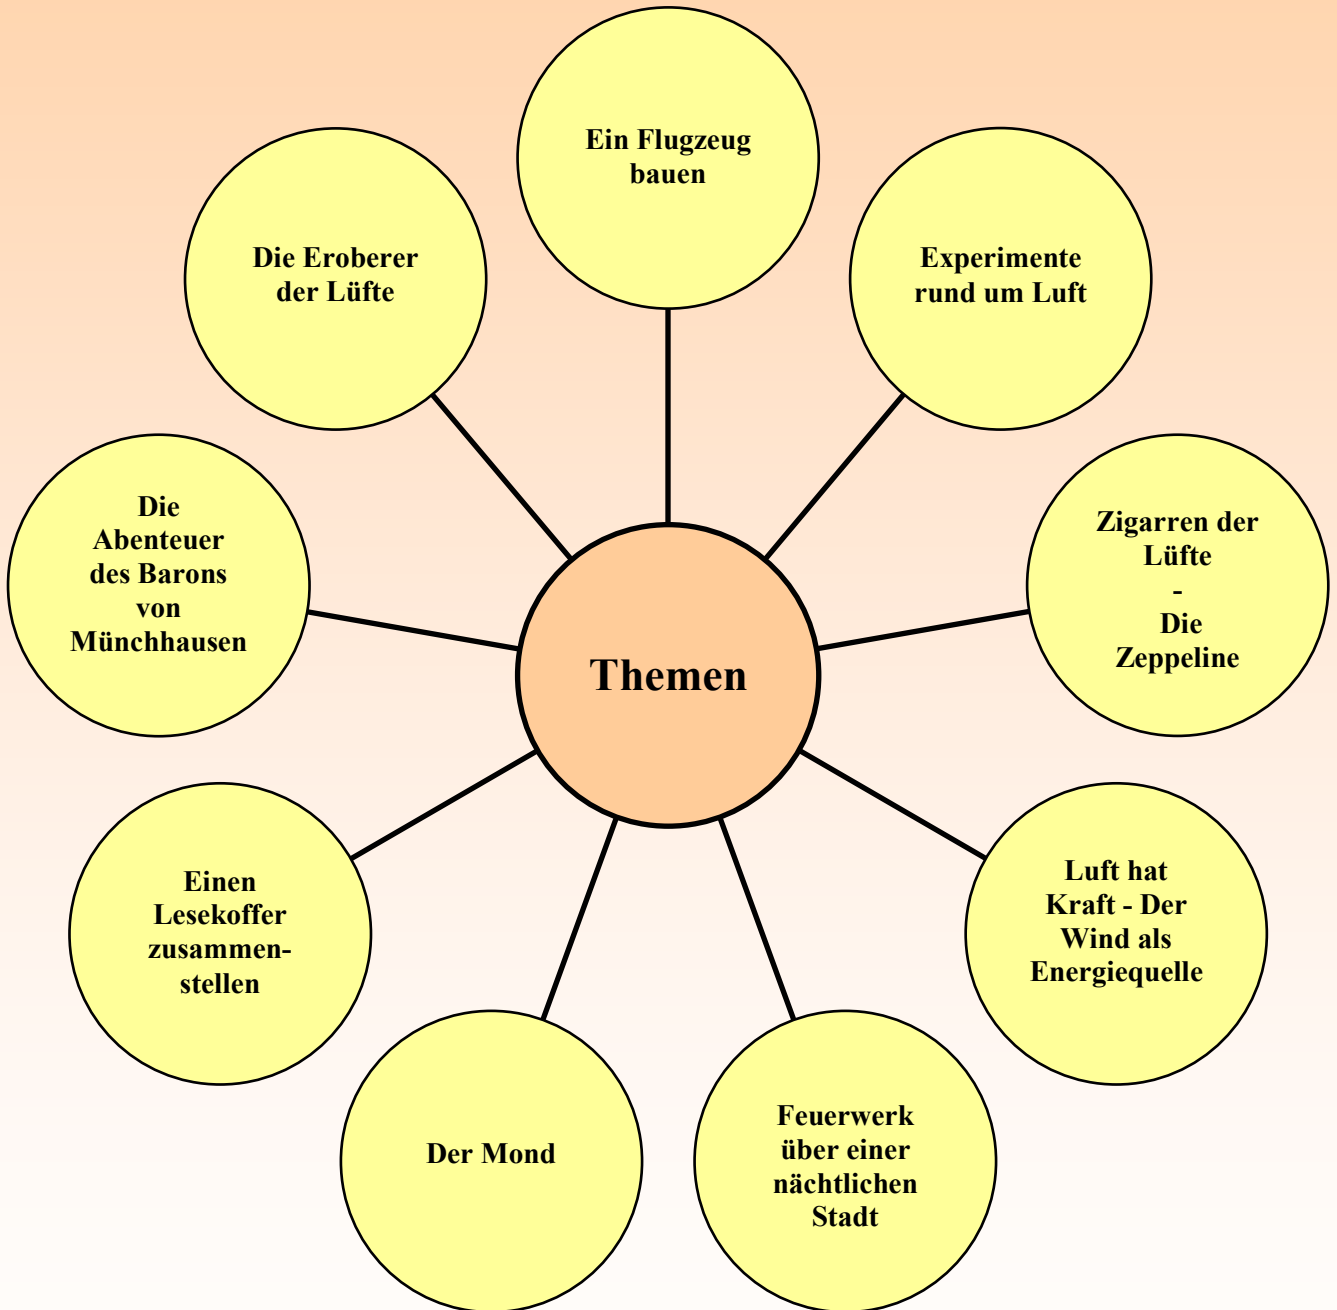 Ein Flugzeug
bauen
Experimente
rund um Luft
Zigarren der
Lüfte
-
Die
Zeppeline
Luft hat
Kraft - Der
Wind als
Energiequelle
Feuerwerk
über einer
nächtlichen
Stadt
Der Mond
Einen
Lesekoffer
zusammen-
stellen
Die
Abenteuer
des Barons
von
Münchhausen
Die Eroberer
der Lüfte
Themen